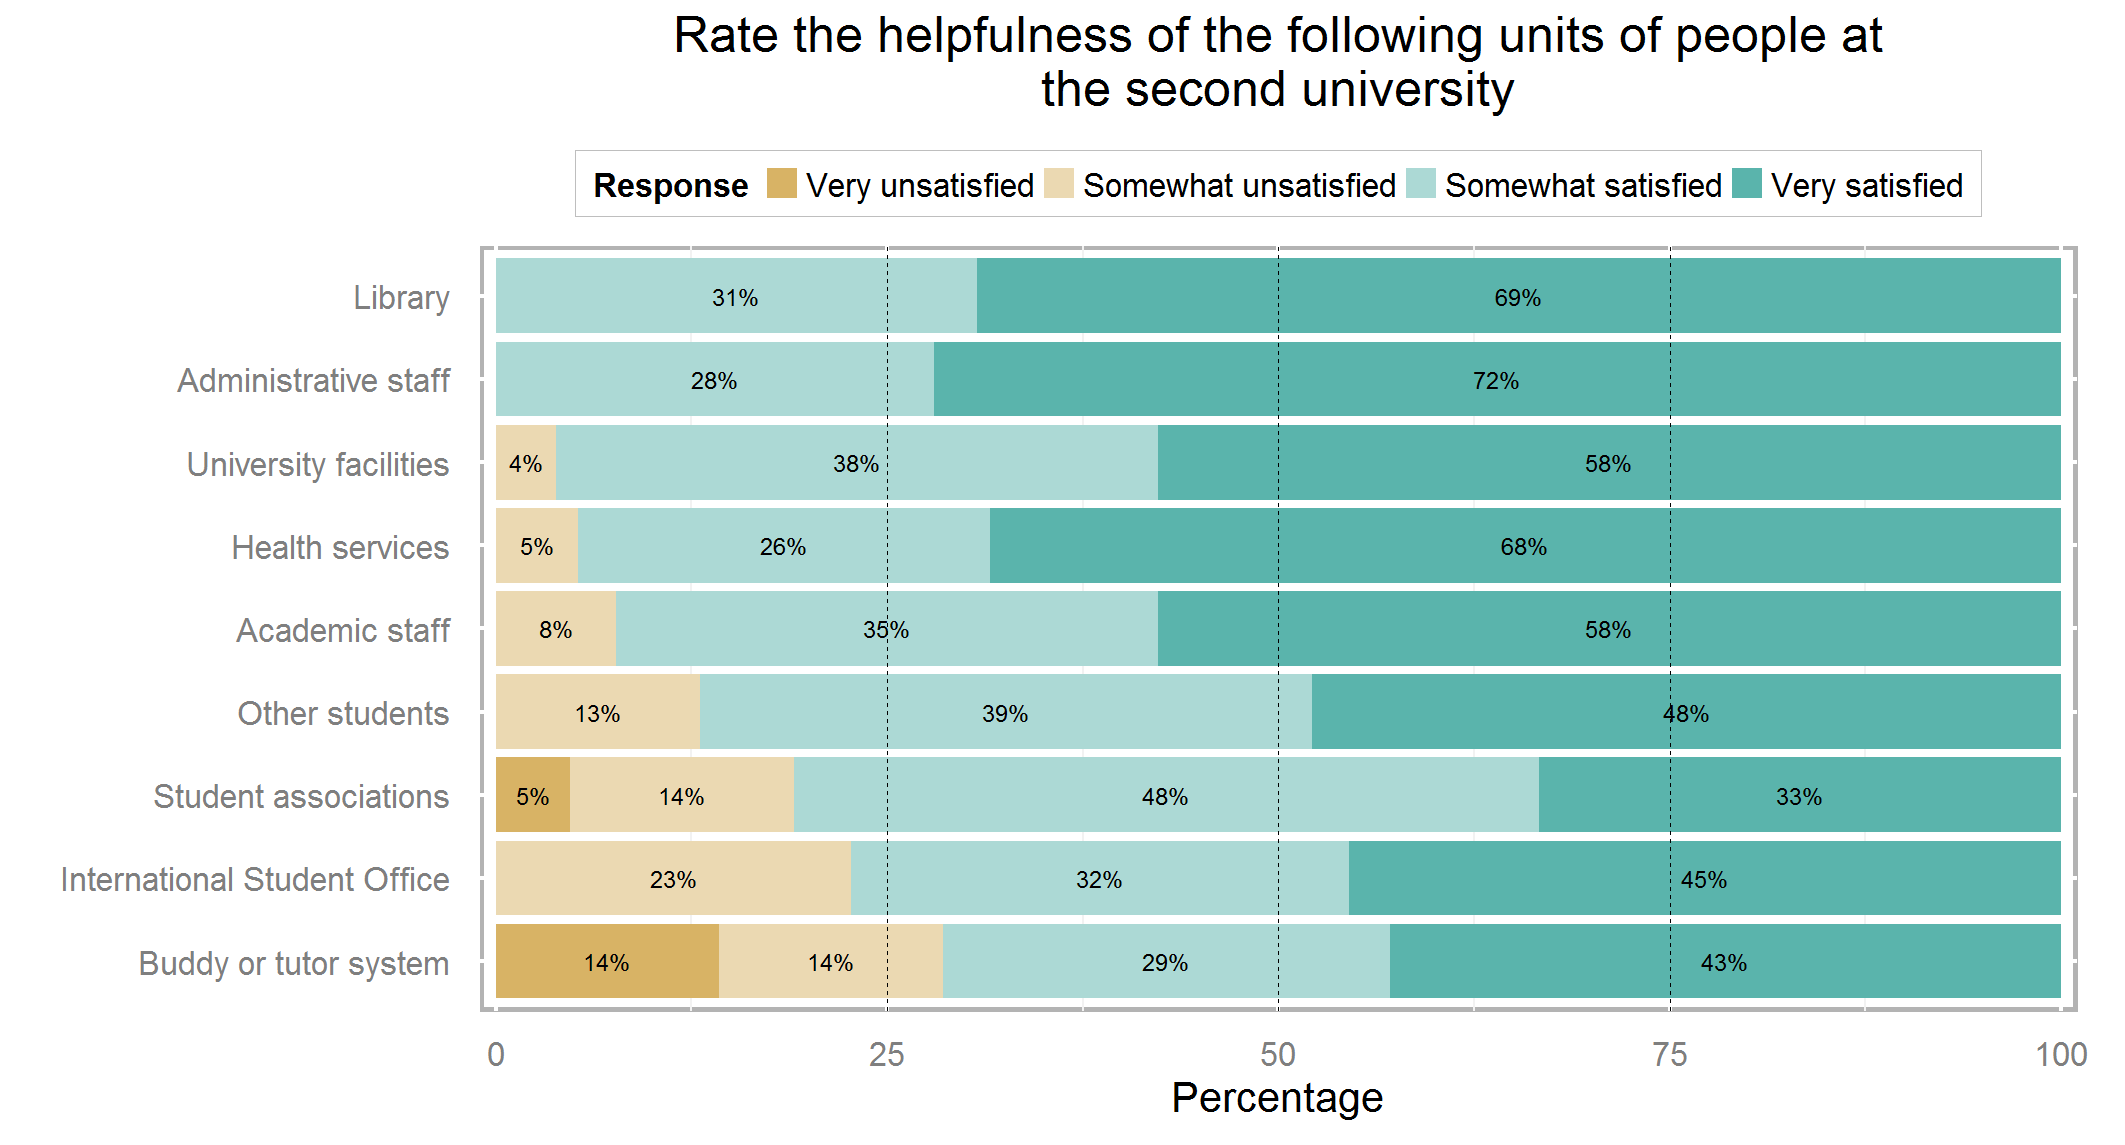 Rate the helpfulness of the following units of people at
the second university
Response Very unsatisfied Somewhat unsatisfied Somewhat satisfied Very satisfied
Library 31% 69%
Administrative staff 28% 72%
University facilities 4% 38% 58%
Health services 5% 26% 68%
Academic staff 8% 35% 58%
Other students 13% 39% 48%
Student associations 5% 14% 48% 33%
International Student Office 23% 32% 45%
Buddy or tutor system 14% 14% 29% 43%
0 25 50 75 100
Percentage